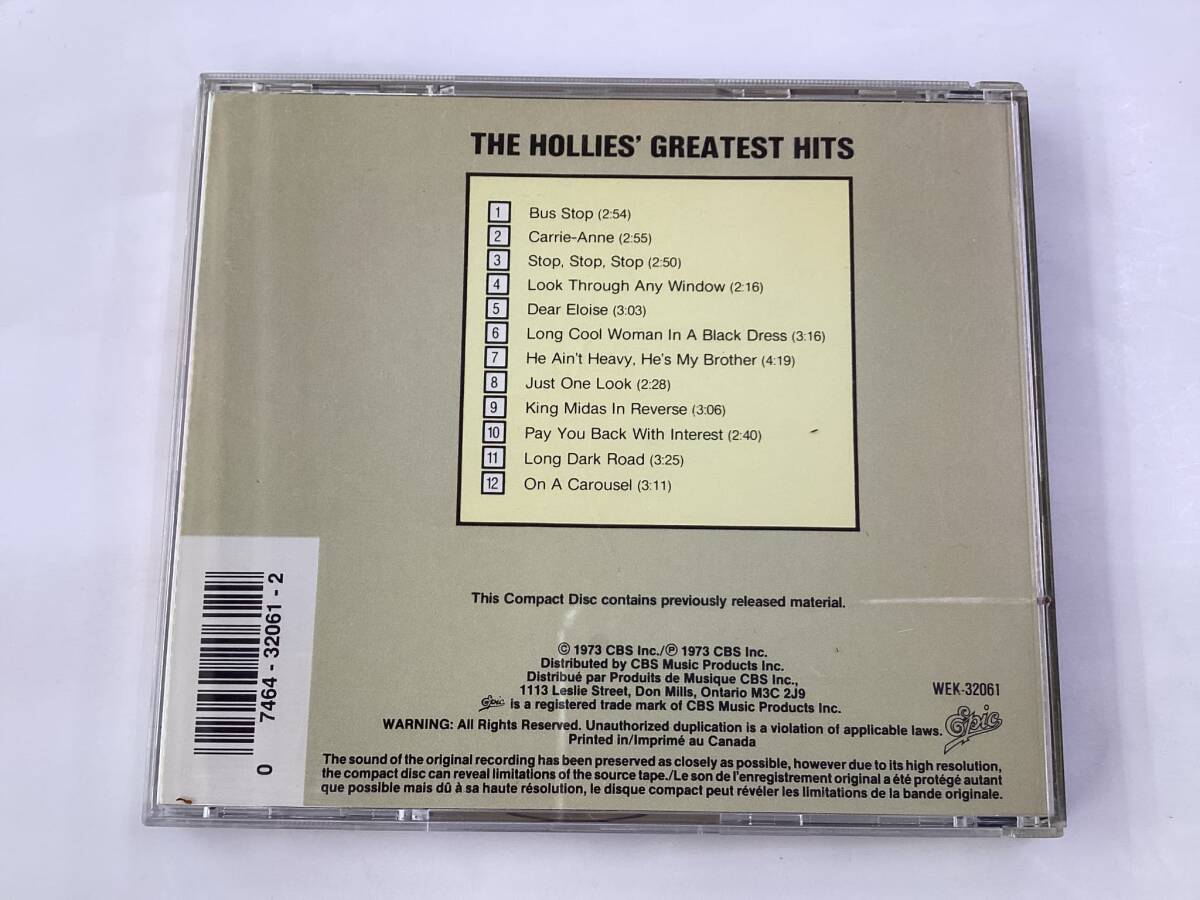 THE HOLLIES' GREATEST HITS
1 Bus Stop (2:54)
2 Carrie-Anne (2:55)
3 Stop, Stop, Stop (2:50)
4 Look Through Any Window (2:16)
5 Dear Eloise (3:03)
6 Long Cool Woman In A Black Dress (3:16)
7 He Ain't Heavy, He's My Brother (4:19)
8 Just One Look (2:28)
9 King Midas In Reverse (3:06)
10 Pay You Back With Interest (2:40)
11 Long Dark Road (3:25)
12 On A Carousel (3:11)
This Compact Disc contains previously released material.
© 1973 CBS Inc./℗ 1973 CBS Inc.
Distributed by CBS Music Products Inc.
Distribué par Produits de Musique CBS Inc.,
1113 Leslie Street, Don Mills, Ontario M3C 2J9
Epic is a registered trade mark of CBS Music Products Inc.
WARNING: All Rights Reserved. Unauthorized duplication is a violation of applicable laws.
Printed in/Imprimé au Canada
WEK-32061
Epic
The sound of the original recording has been preserved as closely as possible, however due to its high resolution,
the compact disc can reveal limitations of the source tape./Le son de l'enregistrement original a été protégé autant
que possible mais dû à sa haute résolution, le disque compact peut révéler les limitations de la bande originale.
0 7464-32061-2